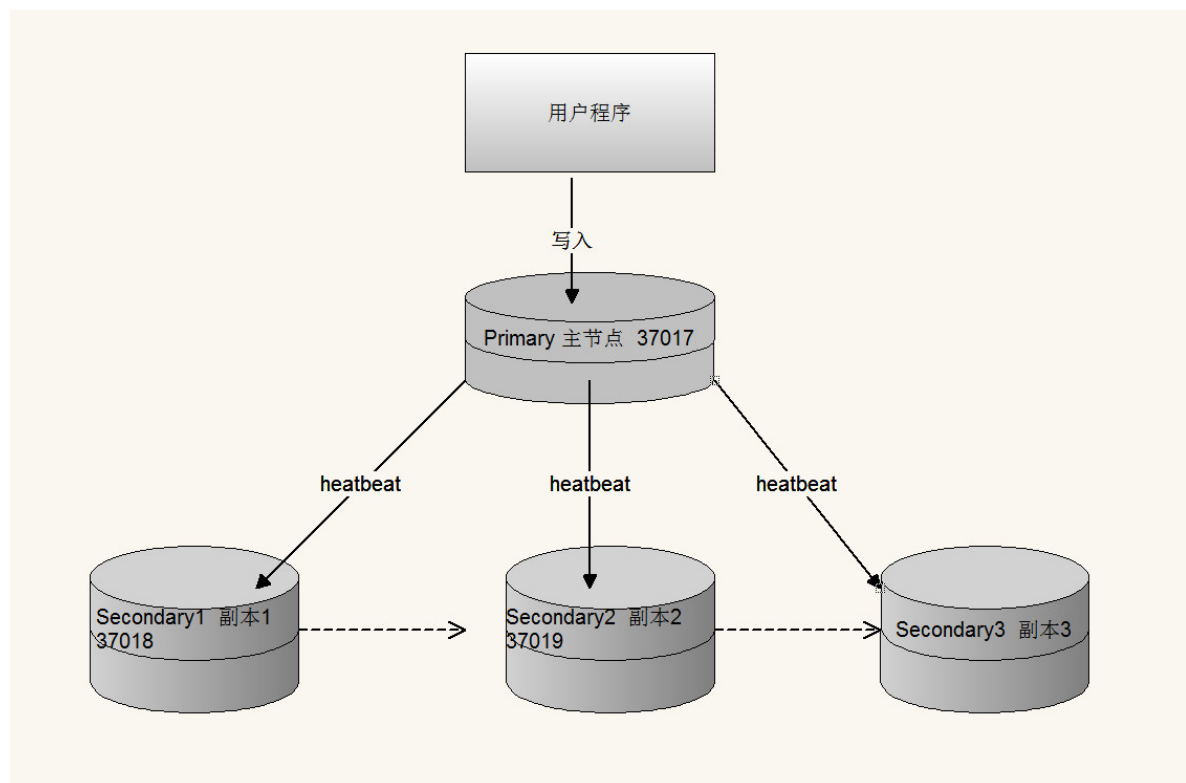 用户程序
写入
Primary 主节点 37017
heatbeat
heatbeat
heatbeat
Secondary1 副本1
37018
Secondary2 副本2
37019
Secondary3 副本3